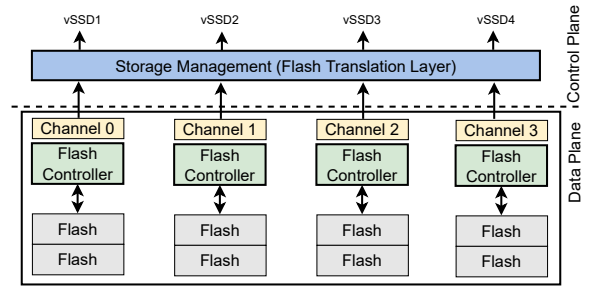 vSSD1 vSSD2 vSSD3 vSSD4
Storage Management (Flash Translation Layer)
Control Plane
Channel 0 Channel 1 Channel 2 Channel 3
Flash Flash Flash Flash
Controller Controller Controller Controller
Data Plane
Flash Flash Flash Flash
Flash Flash Flash Flash